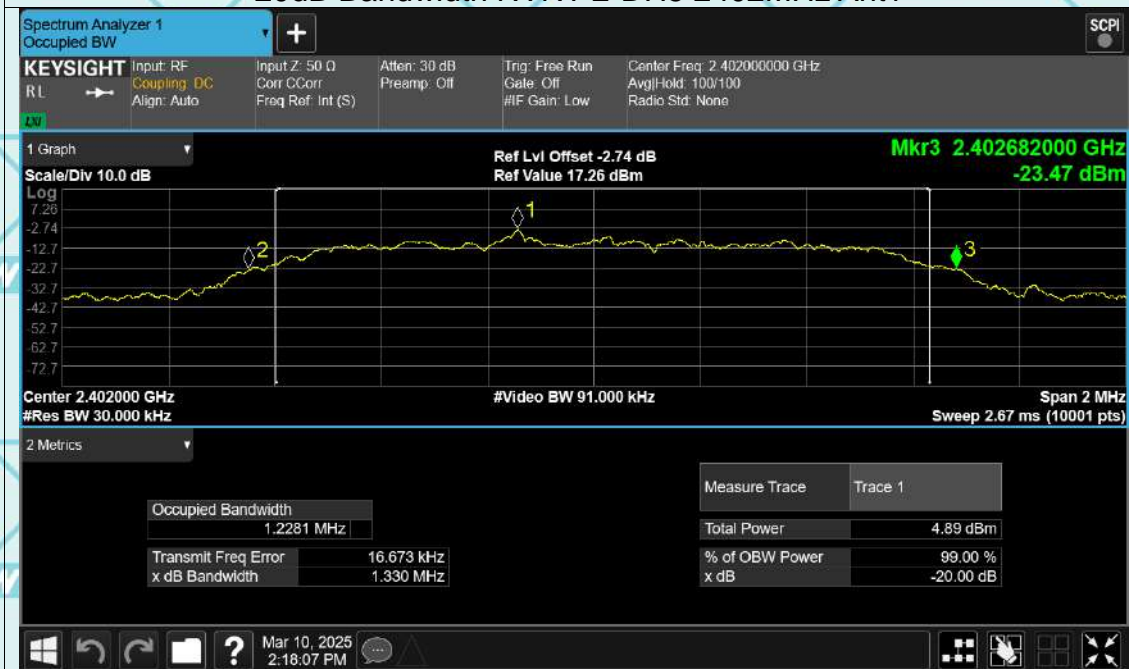 Spectrum Analyzer 1
Occupied BW
+
SCPI
KEYSIGHT
RL
LXI
Input: RF
Coupling: DC
Align: Auto
Input Z: 50 Ω
Corr CCorr
Freq Ref: Int (S)
Atten: 30 dB
Preamp: Off
Trig: Free Run
Gate: Off
#IF Gain: Low
Center Freq: 2.402000000 GHz
Avg|Hold: 100/100
Radio Std: None
1 Graph
Scale/Div 10.0 dB
Ref Lvl Offset -2.74 dB
Ref Value 17.26 dBm
Mkr3 2.402682000 GHz
-23.47 dBm
Log
7.26
-2.74
-12.7
-22.7
-32.7
-42.7
-52.7
-62.7
-72.7
1
2
3
Center 2.402000 GHz
#Res BW 30.000 kHz
#Video BW 91.000 kHz
Span 2 MHz
Sweep 2.67 ms (10001 pts)
2 Metrics
Occupied Bandwidth
1.2281 MHz
Transmit Freq Error 16.673 kHz
x dB Bandwidth 1.330 MHz
Measure Trace Trace 1
Total Power 4.89 dBm
% of OBW Power 99.00 %
x dB -20.00 dB
?
Mar 10, 2025
2:18:07 PM